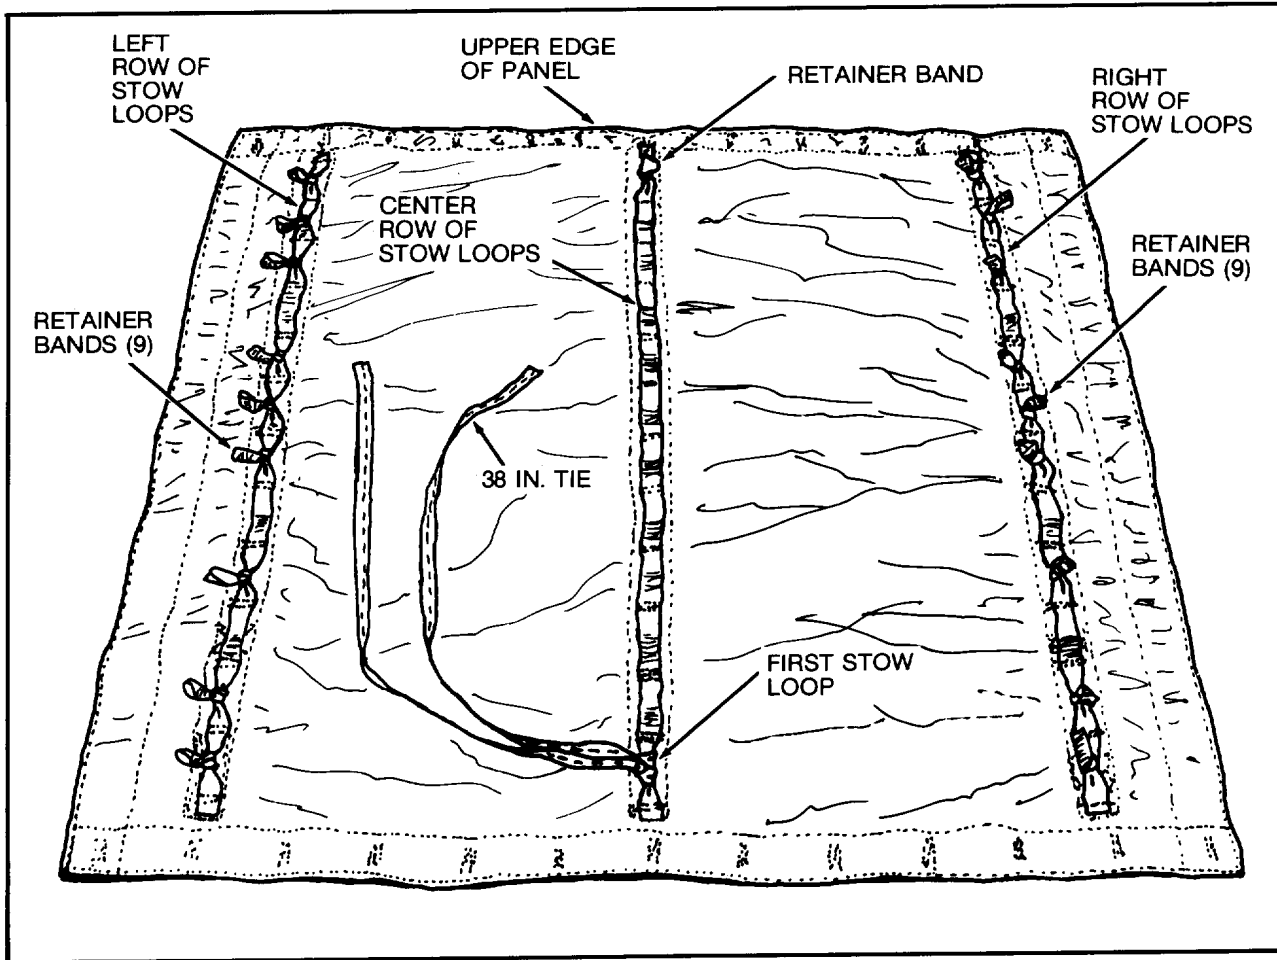 LEFT
ROW OF
STOW
LOOPS
UPPER EDGE
OF PANEL
RETAINER BAND
RIGHT
ROW OF
STOW LOOPS
CENTER
ROW OF
STOW LOOPS
RETAINER
BANDS (9)
RETAINER
BANDS (9)
38 IN. TIE
FIRST STOW
LOOP